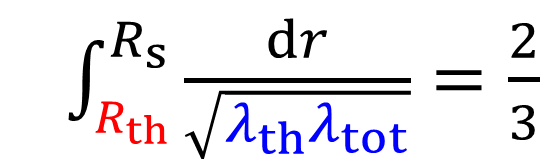 ∫_{R_th}^{R_s} dr / √(λ_th λ_tot) = 2/3